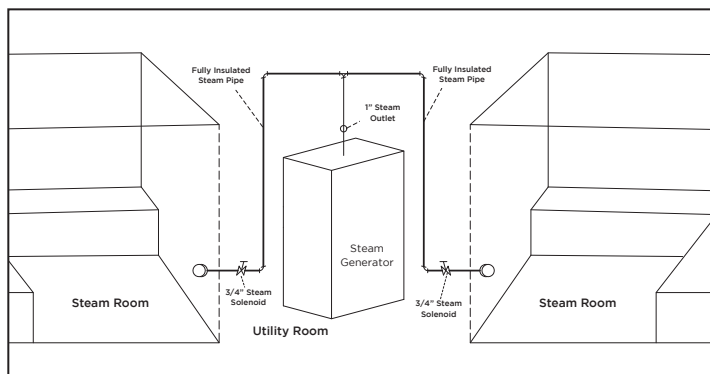 Fully Insulated
Steam Pipe
Fully Insulated
Steam Pipe
1” Steam
Outlet
Steam
Generator
3/4” Steam
Solenoid
3/4” Steam
Solenoid
Steam Room
Steam Room
Utility Room